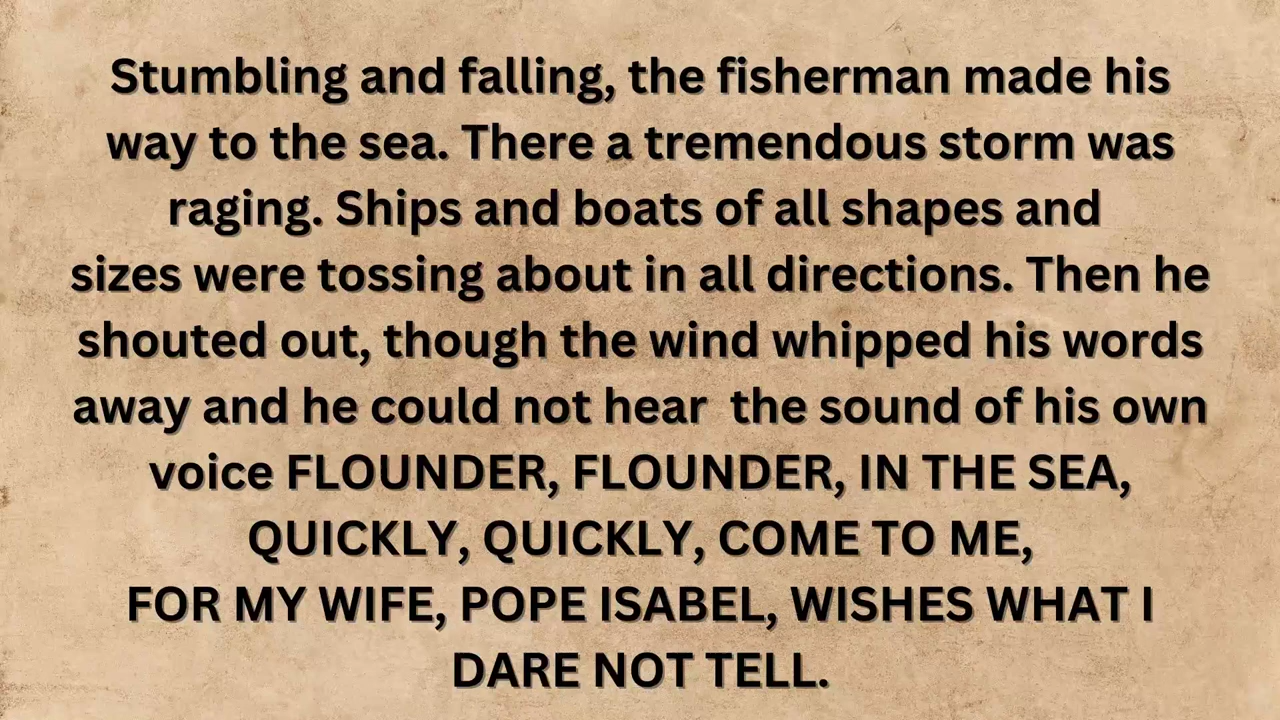 Stumbling and falling, the fisherman made his
way to the sea. There a tremendous storm was
raging. Ships and boats of all shapes and
sizes were tossing about in all directions. Then he
shouted out, though the wind whipped his words
away and he could not hear  the sound of his own
voice FLOUNDER, FLOUNDER, IN THE SEA,
QUICKLY, QUICKLY, COME TO ME,
FOR MY WIFE, POPE ISABEL, WISHES WHAT I
DARE NOT TELL.